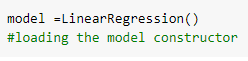 model =LinearRegression()
#loading the model constructor